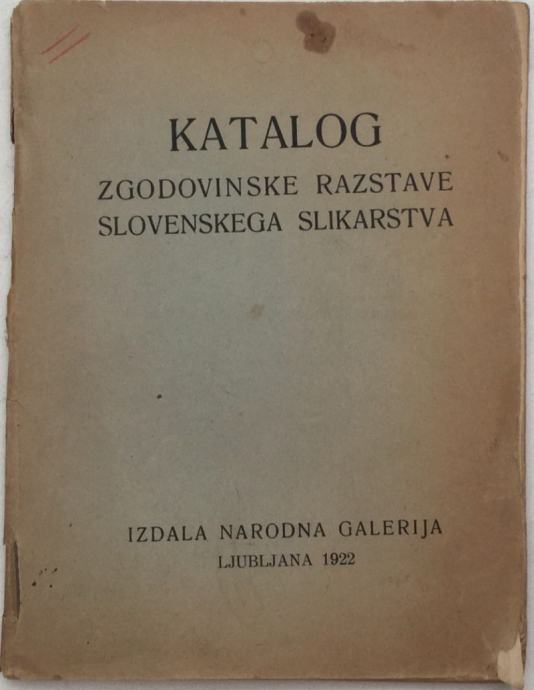 KATALOG
ZGODOVINSKE RAZSTAVE
SLOVENSKEGA SLIKARSTVA
IZDALA NARODNA GALERIJA
LJUBLJANA 1922